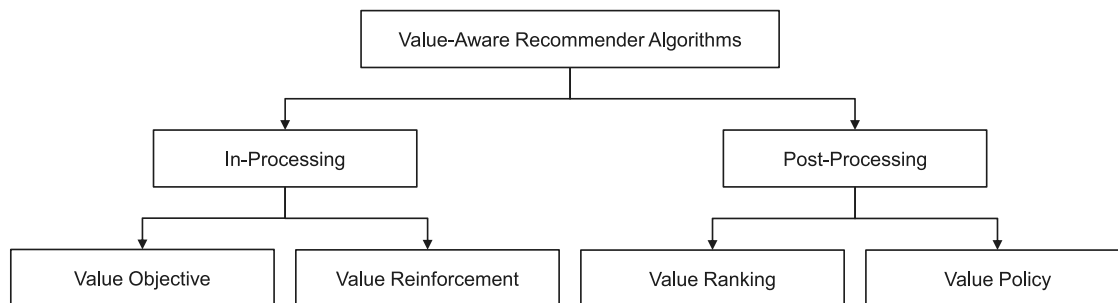 Value-Aware Recommender Algorithms
In-Processing
Post-Processing
Value Objective
Value Reinforcement
Value Ranking
Value Policy